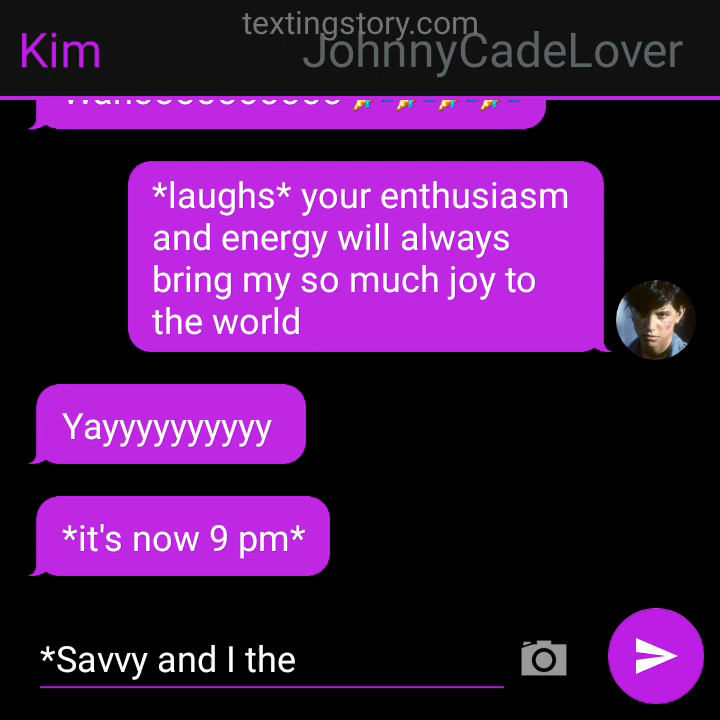 textingstory.com
Kim
JohnnyCadeLover
*laughs* your enthusiasm
and energy will always
bring my so much joy to
the world
Yayyyyyyyyyy
*it's now 9 pm*
*Savvy and I the